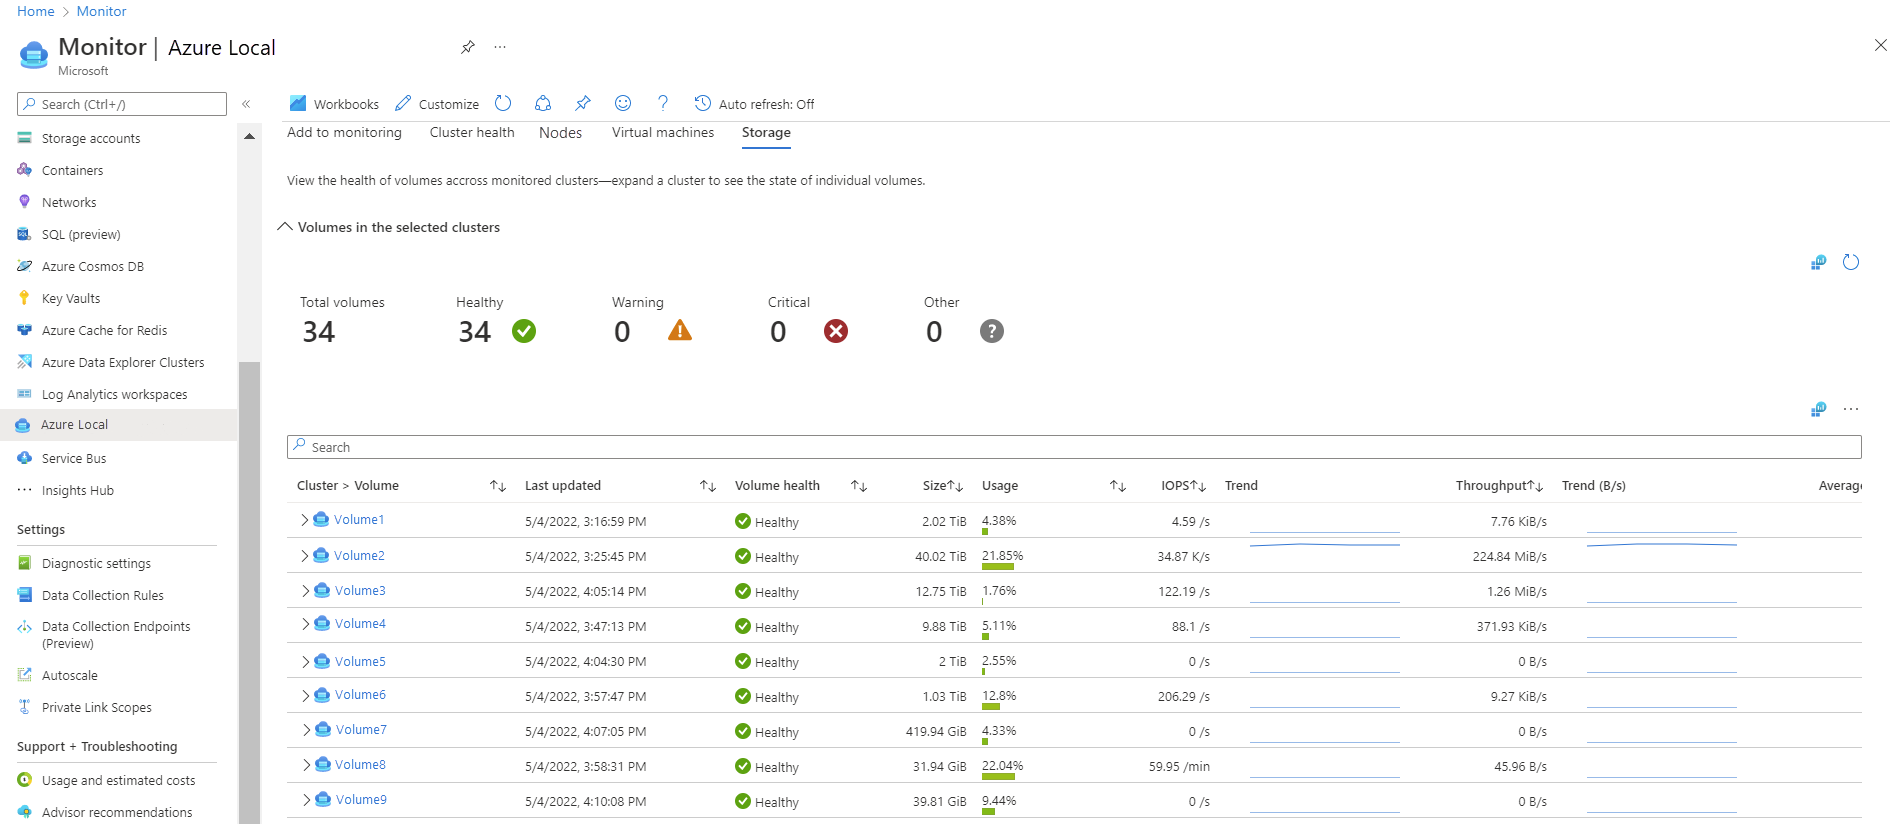 Home > Monitor
Monitor | Azure Local ...
Microsoft
Search (Ctrl+/) «
Storage accounts
Containers
Networks
SQL (preview)
Azure Cosmos DB
Key Vaults
Azure Cache for Redis
Azure Data Explorer Clusters
Log Analytics workspaces
Azure Local
Service Bus
Insights Hub
Settings
Diagnostic settings
Data Collection Rules
Data Collection Endpoints
(Preview)
Autoscale
Private Link Scopes
Support + Troubleshooting
Usage and estimated costs
Advisor recommendations
Workbooks Customize ? Auto refresh: Off
Add to monitoring Cluster health Nodes Virtual machines Storage
View the health of volumes accross monitored clusters—expand a cluster to see the state of individual volumes.
Volumes in the selected clusters
Total volumes Healthy Warning Critical Other
34 34 0 0 0
Search
Cluster > Volume Last updated Volume health Size Usage IOPS Trend Throughput Trend (B/s) Average
Volume1 5/4/2022, 3:16:59 PM Healthy 2.02 TiB 4.38% 4.59 /s 7.76 KiB/s
Volume2 5/4/2022, 3:25:45 PM Healthy 40.02 TiB 21.85% 34.87 K/s 224.84 MiB/s
Volume3 5/4/2022, 4:05:14 PM Healthy 12.75 TiB 1.76% 122.19 /s 1.26 MiB/s
Volume4 5/4/2022, 3:47:13 PM Healthy 9.88 TiB 5.11% 88.1 /s 371.93 KiB/s
Volume5 5/4/2022, 4:04:30 PM Healthy 2 TiB 2.55% 0 /s 0 B/s
Volume6 5/4/2022, 3:57:47 PM Healthy 1.03 TiB 12.8% 206.29 /s 9.27 KiB/s
Volume7 5/4/2022, 4:07:05 PM Healthy 419.94 GiB 4.33% 0 /s 0 B/s
Volume8 5/4/2022, 3:58:31 PM Healthy 31.94 GiB 22.04% 59.95 /min 45.96 B/s
Volume9 5/4/2022, 4:10:08 PM Healthy 39.81 GiB 9.44% 0 /s 0 B/s